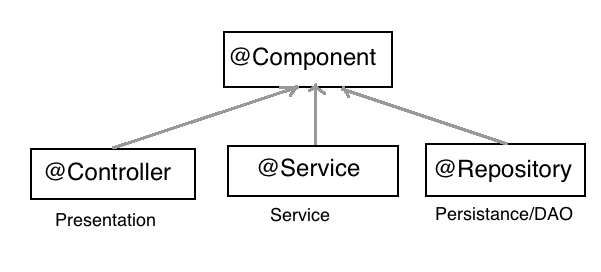 @Component
@Controller
@Service
@Repository
Presentation
Service
Persistance/DAO